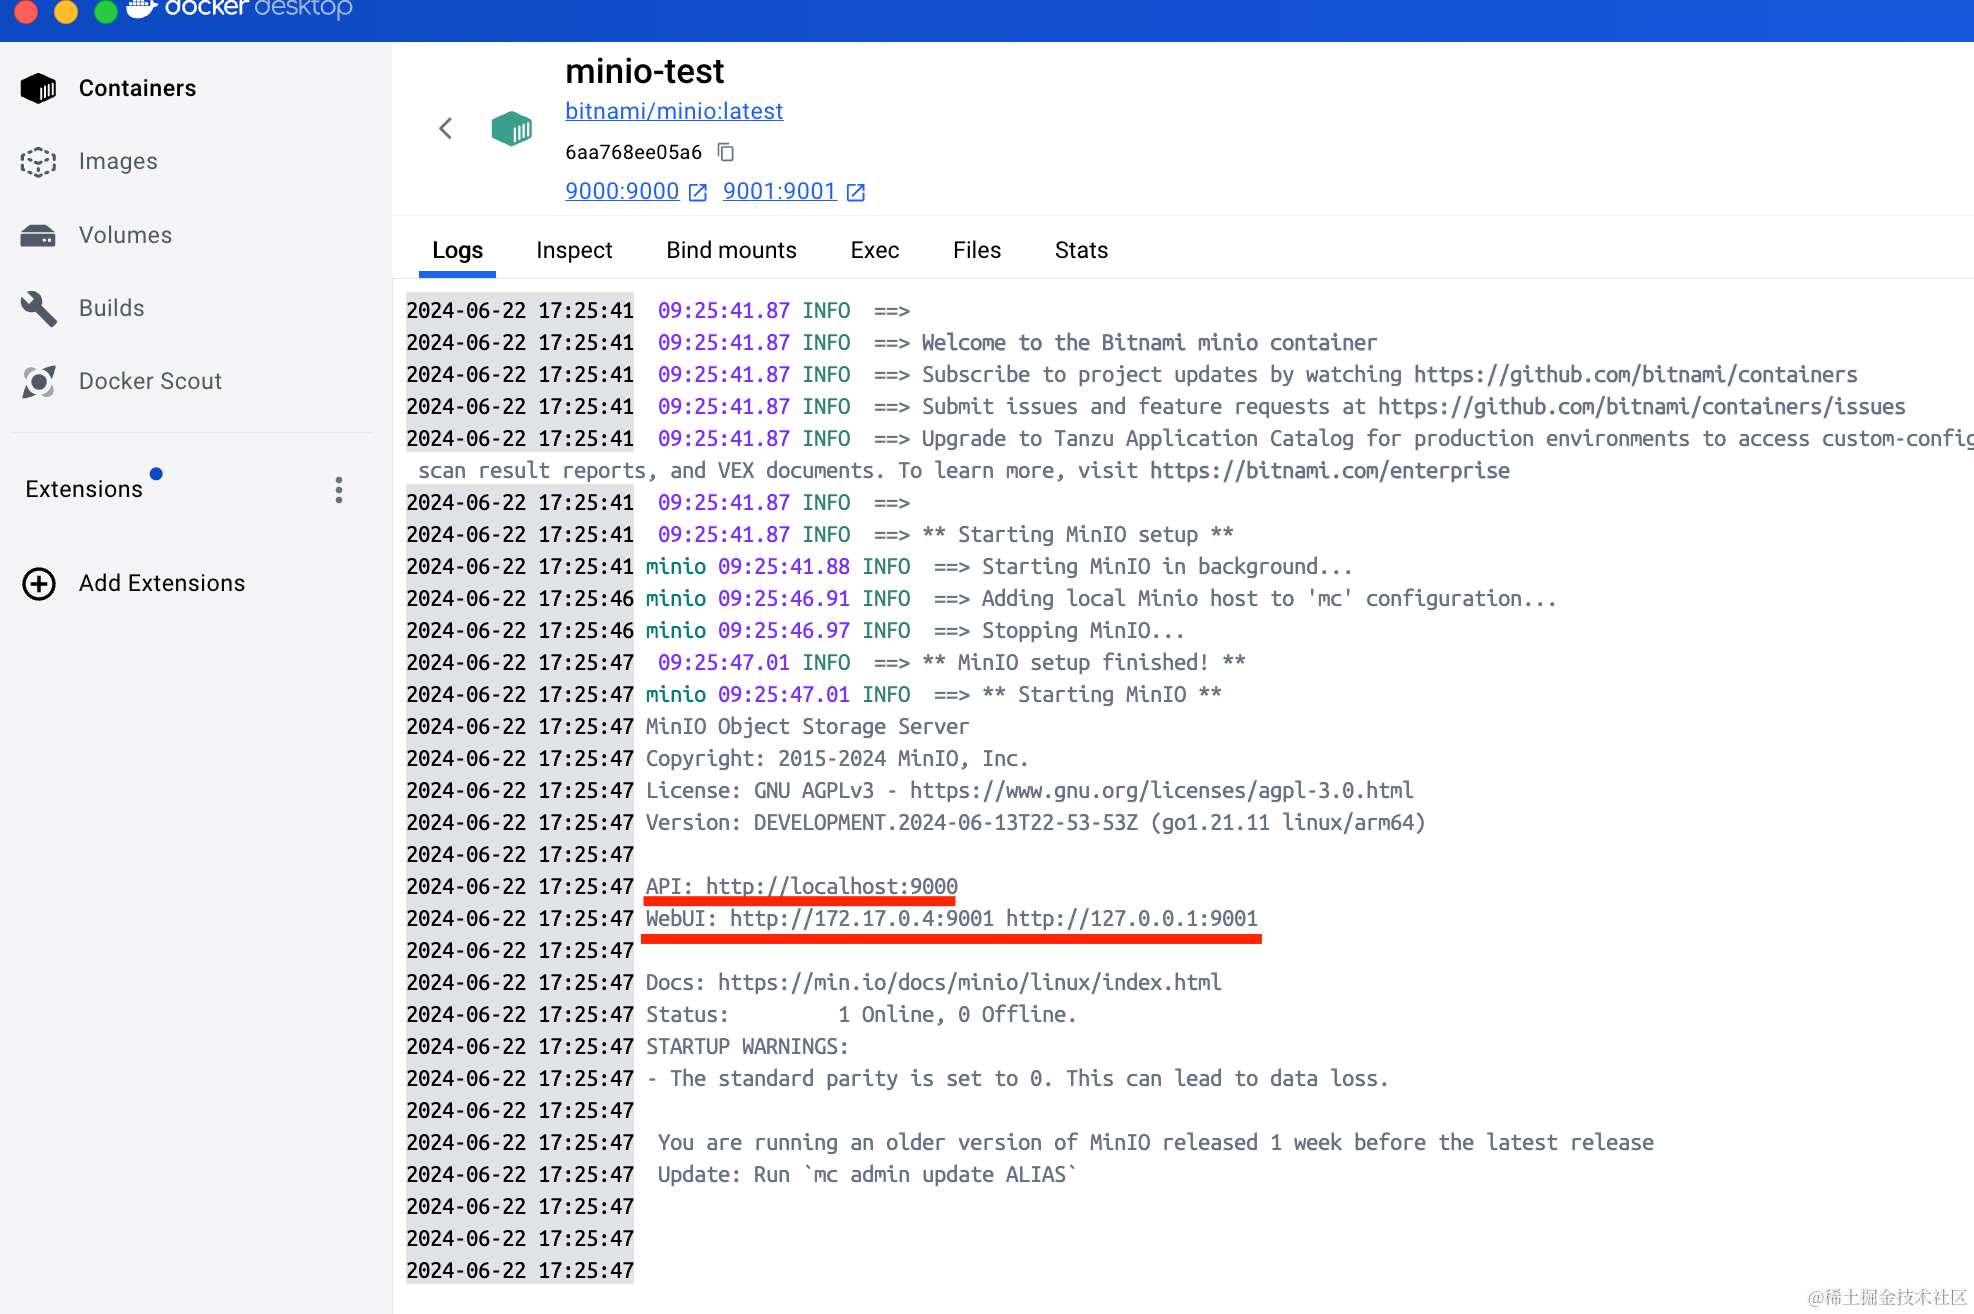 docker desktop
Containers
Images
Volumes
Builds
Docker Scout
Extensions
Add Extensions
minio-test
bitnami/minio:latest
6aa768ee05a6
9000:9000 9001:9001
Logs Inspect Bind mounts Exec Files Stats
2024-06-22 17:25:41 09:25:41.87 INFO ==>
2024-06-22 17:25:41 09:25:41.87 INFO ==> Welcome to the Bitnami minio container
2024-06-22 17:25:41 09:25:41.87 INFO ==> Subscribe to project updates by watching https://github.com/bitnami/containers
2024-06-22 17:25:41 09:25:41.87 INFO ==> Submit issues and feature requests at https://github.com/bitnami/containers/issues
2024-06-22 17:25:41 09:25:41.87 INFO ==> Upgrade to Tanzu Application Catalog for production environments to access custom-config
scan result reports, and VEX documents. To learn more, visit https://bitnami.com/enterprise
2024-06-22 17:25:41 09:25:41.87 INFO ==>
2024-06-22 17:25:41 09:25:41.87 INFO ==> ** Starting MinIO setup **
2024-06-22 17:25:41 minio 09:25:41.88 INFO ==> Starting MinIO in background...
2024-06-22 17:25:46 minio 09:25:46.91 INFO ==> Adding local Minio host to 'mc' configuration...
2024-06-22 17:25:46 minio 09:25:46.97 INFO ==> Stopping MinIO...
2024-06-22 17:25:47 09:25:47.01 INFO ==> ** MinIO setup finished! **
2024-06-22 17:25:47 minio 09:25:47.01 INFO ==> ** Starting MinIO **
2024-06-22 17:25:47 MinIO Object Storage Server
2024-06-22 17:25:47 Copyright: 2015-2024 MinIO, Inc.
2024-06-22 17:25:47 License: GNU AGPLv3 - https://www.gnu.org/licenses/agpl-3.0.html
2024-06-22 17:25:47 Version: DEVELOPMENT.2024-06-13T22-53-53Z (go1.21.11 linux/arm64)
2024-06-22 17:25:47
2024-06-22 17:25:47 API: http://localhost:9000
2024-06-22 17:25:47 WebUI: http://172.17.0.4:9001 http://127.0.0.1:9001
2024-06-22 17:25:47
2024-06-22 17:25:47 Docs: https://min.io/docs/minio/linux/index.html
2024-06-22 17:25:47 Status: 1 Online, 0 Offline.
2024-06-22 17:25:47 STARTUP WARNINGS:
2024-06-22 17:25:47 - The standard parity is set to 0. This can lead to data loss.
2024-06-22 17:25:47
2024-06-22 17:25:47 You are running an older version of MinIO released 1 week before the latest release
2024-06-22 17:25:47 Update: Run `mc admin update ALIAS`
2024-06-22 17:25:47
2024-06-22 17:25:47
2024-06-22 17:25:47
@稀土掘金技术社区